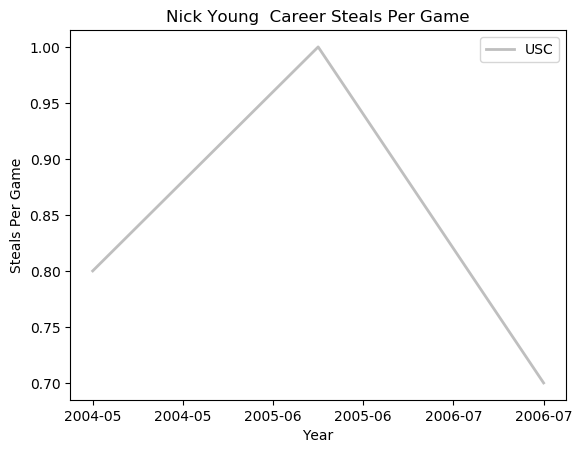 Nick Young  Career Steals Per Game
USC
Steals Per Game
1.00
0.95
0.90
0.85
0.80
0.75
0.70
2004-05 2004-05 2005-06 2005-06 2006-07 2006-07
Year